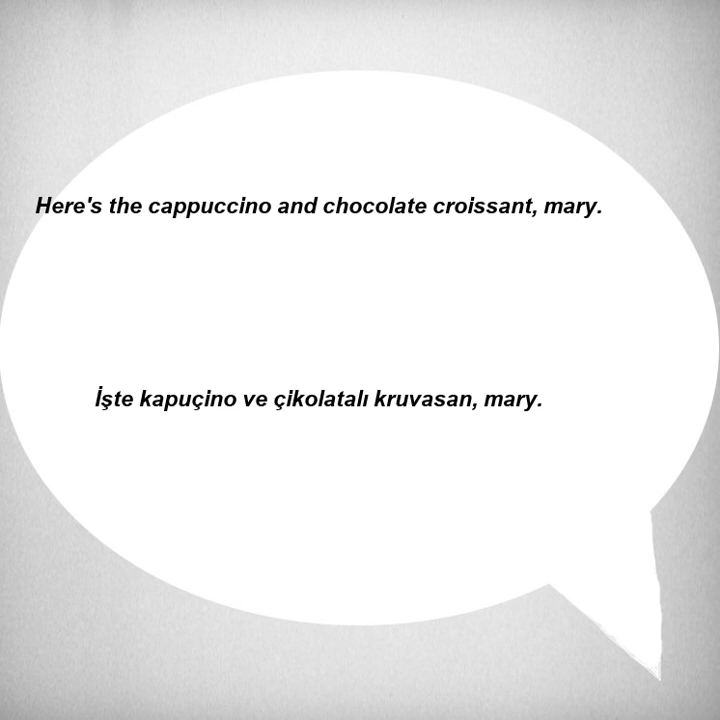 Here's the cappuccino and chocolate croissant, mary.
İşte kapuçino ve çikolatalı kruvasan, mary.